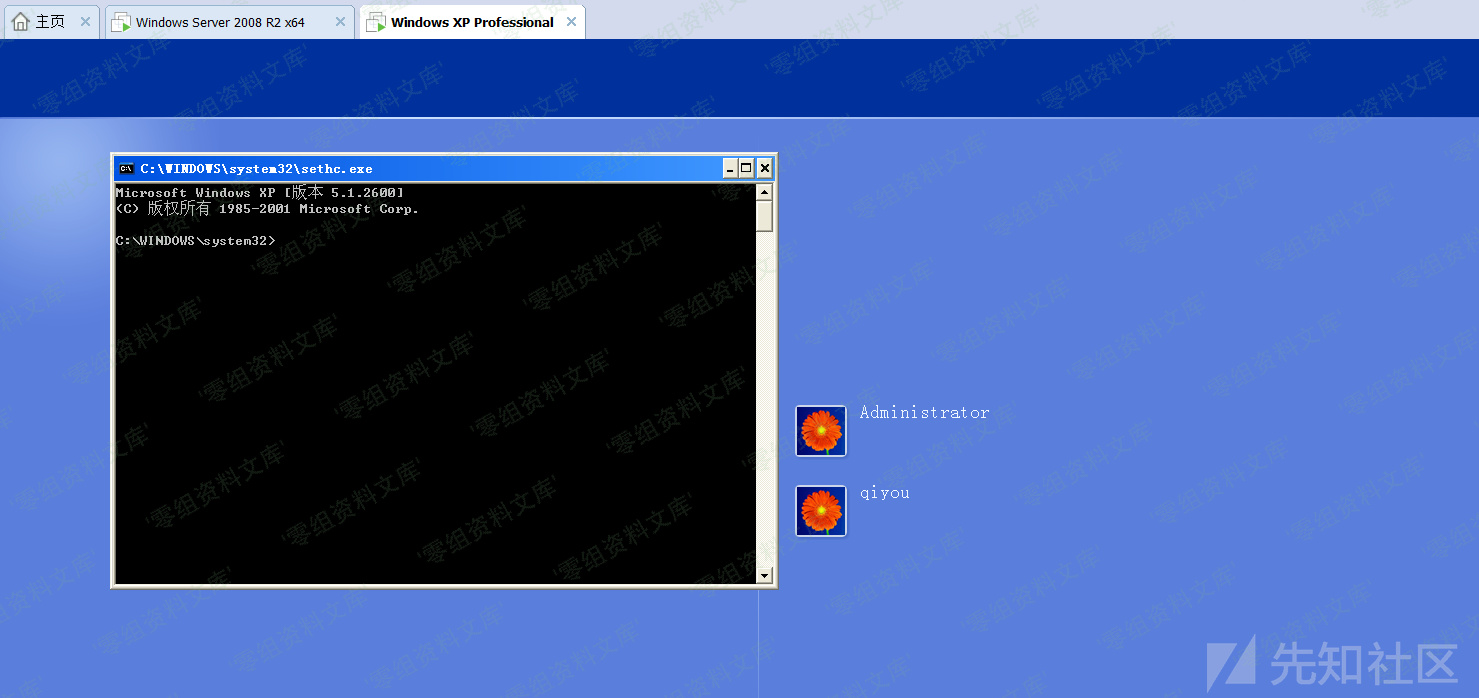 主页
Windows Server 2008 R2 x64
Windows XP Professional
C:\WINDOWS\system32\sethc.exe
Microsoft Windows XP [版本 5.1.2600]
(C) 版权所有 1985-2001 Microsoft Corp.
C:\WINDOWS\system32>
Administrator
qiyou
'零组资料文库'
先知社区